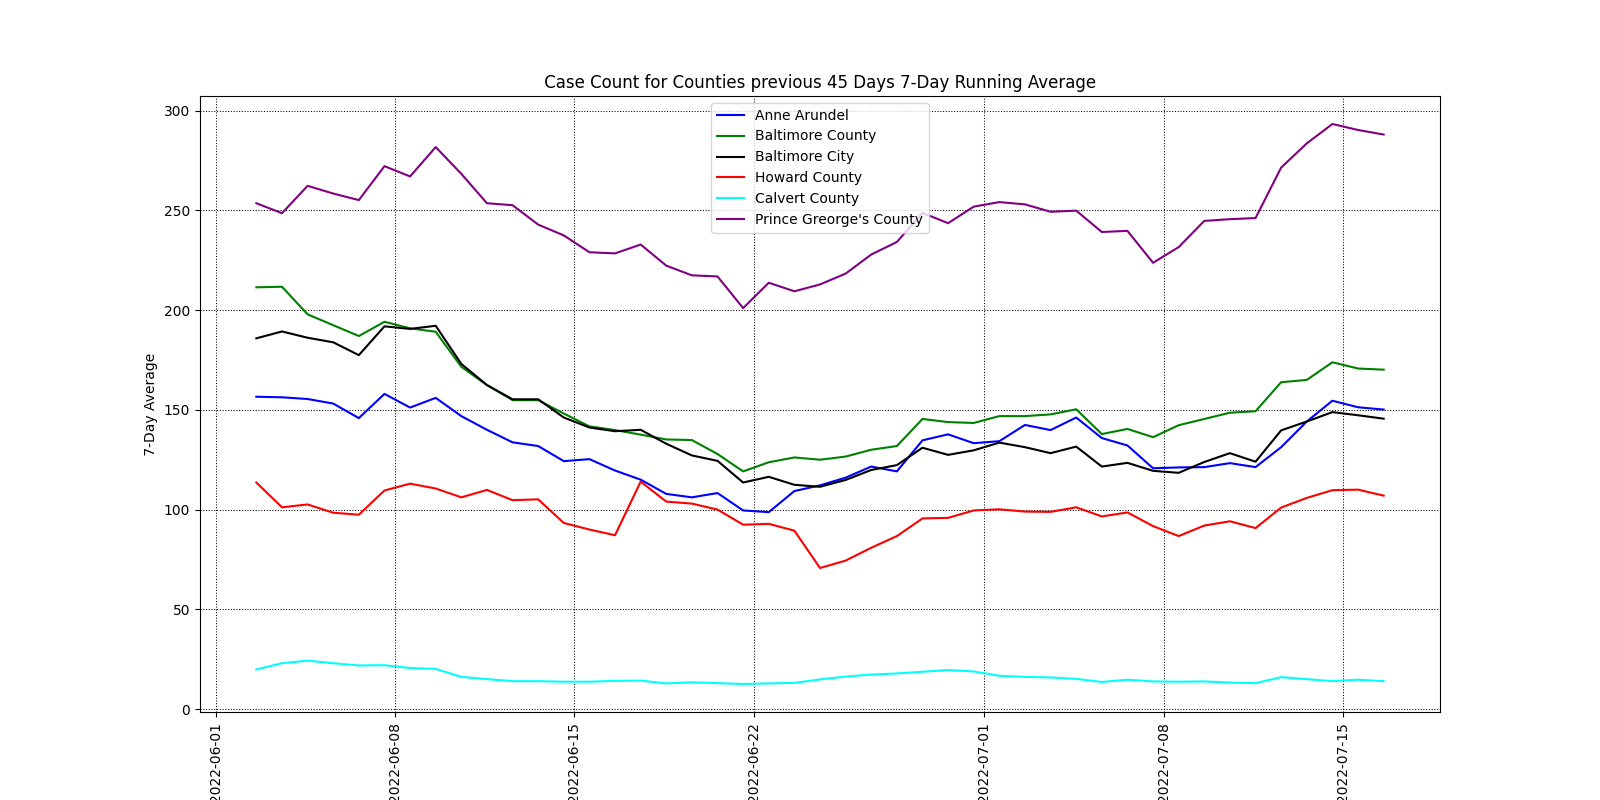 Case Count for Counties previous 45 Days 7-Day Running Average
300
250
200
150
100
50
0
7-Day Average
Anne Arundel
Baltimore County
Baltimore City
Howard County
Calvert County
Prince Greorge's County
2022-06-01
2022-06-08
2022-06-15
2022-06-22
2022-07-01
2022-07-08
2022-07-15